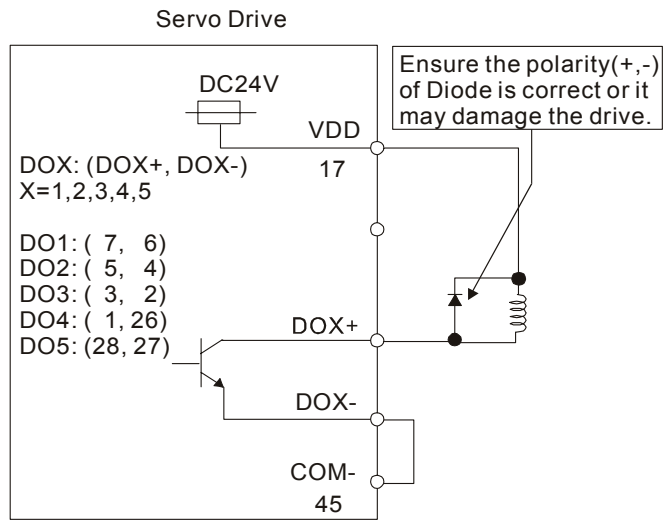 Servo Drive
DC24V
Ensure the polarity(+,-)
of Diode is correct or it
may damage the drive.
VDD
17
DOX: (DOX+, DOX-)
X=1,2,3,4,5
DO1: ( 7, 6)
DO2: ( 5, 4)
DO3: ( 3, 2)
DO4: ( 1, 26)
DO5: (28, 27)
DOX+
DOX-
COM-
45